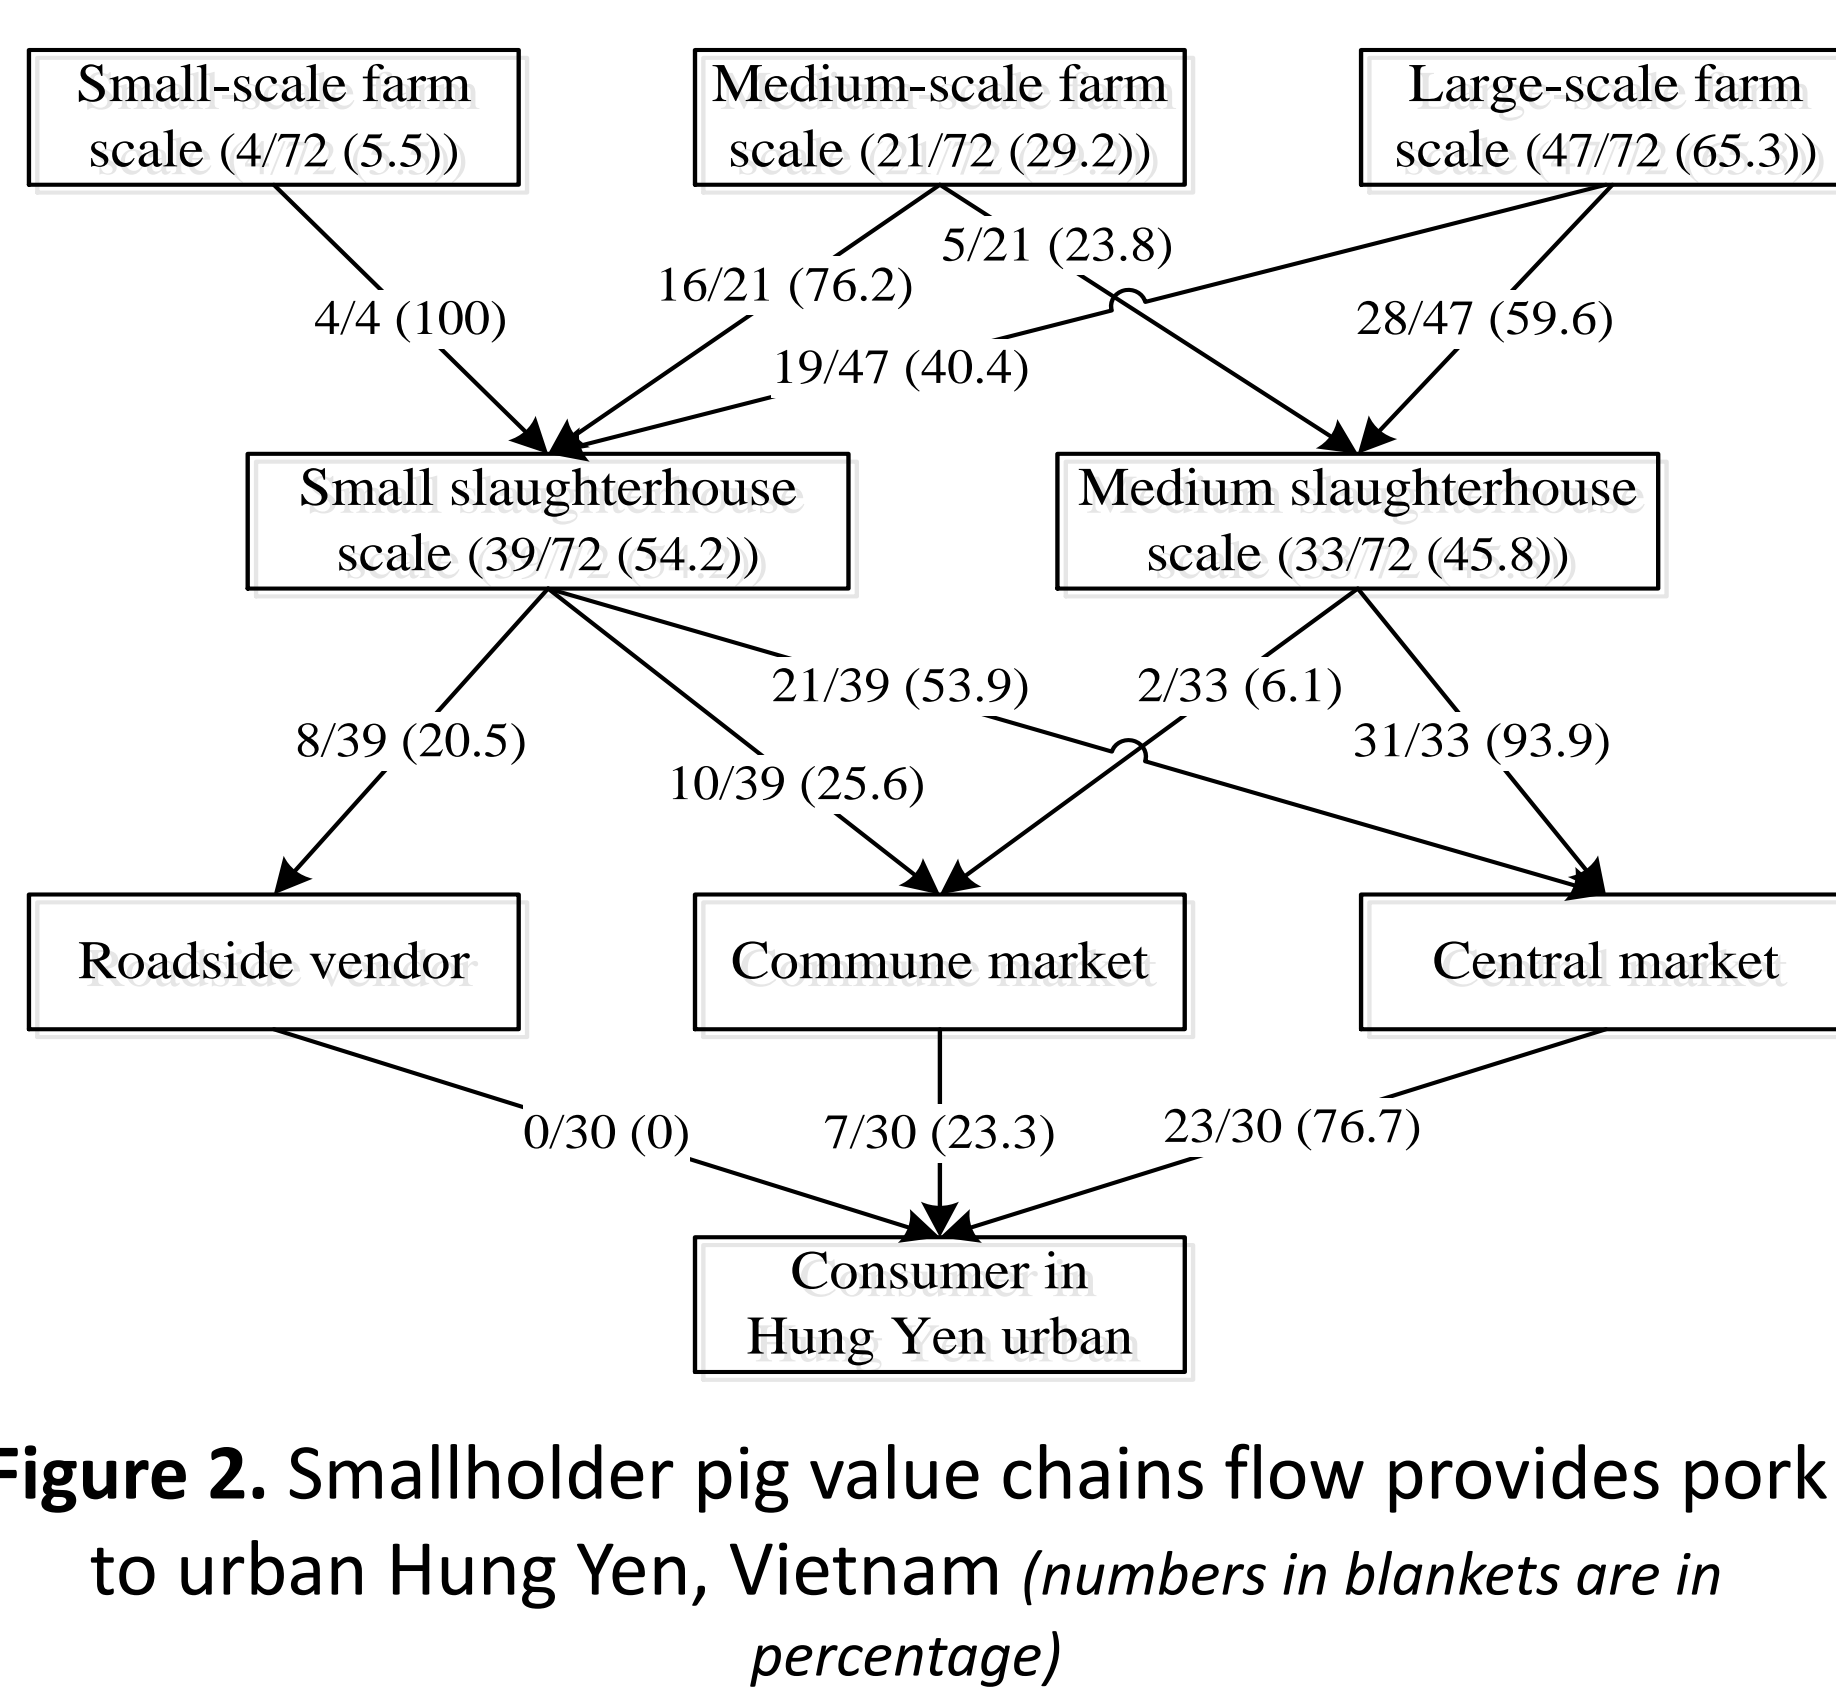 Small-scale farm
scale (4/72 (5.5))
Medium-scale farm
scale (21/72 (29.2))
Large-scale farm
scale (47/72 (65.3))
4/4 (100)
16/21 (76.2)
5/21 (23.8)
19/47 (40.4)
28/47 (59.6)
Small slaughterhouse
scale (39/72 (54.2))
Medium slaughterhouse
scale (33/72 (45.8))
8/39 (20.5)
10/39 (25.6)
21/39 (53.9)
2/33 (6.1)
31/33 (93.9)
Roadside vendor
Commune market
Central market
0/30 (0)
7/30 (23.3)
23/30 (76.7)
Consumer in
Hung Yen urban
Figure 2. Smallholder pig value chains flow provides pork
to urban Hung Yen, Vietnam (numbers in blankets are in
percentage)